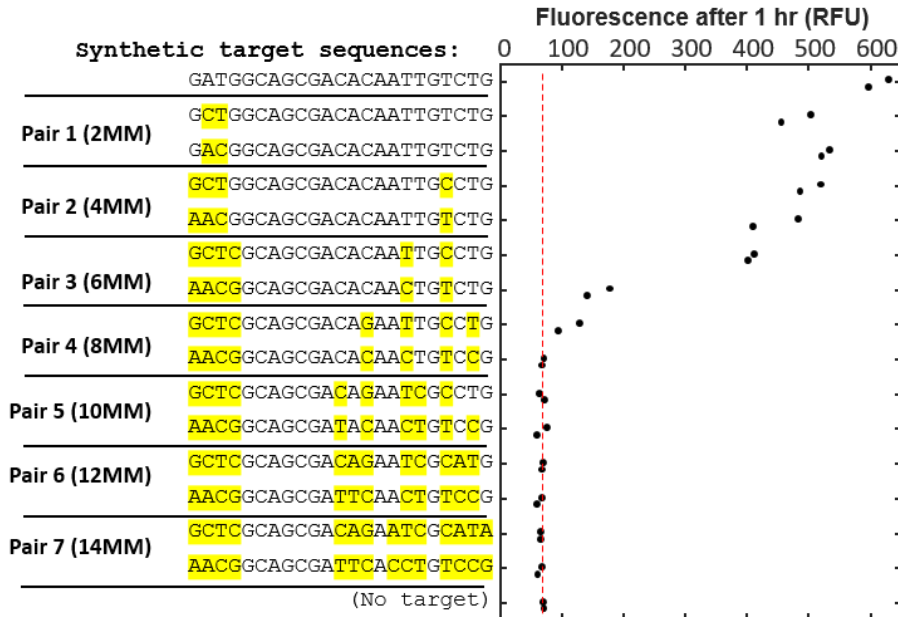 Fluorescence after 1 hr (RFU)
Synthetic target sequences:
0 100 200 300 400 500 600
GATGGCAGCGACACAATTGTCTG
Pair 1 (2MM)
GCTGGCAGCGACACAATTGTCTG
GACGGCAGCGACACAATTGTCTG
Pair 2 (4MM)
GCTGGCAGCGACACAATTGCCTG
AACGGCAGCGACACAATTGTCTG
Pair 3 (6MM)
GCTCGCAGCGACACAATTGCCTG
AACGGCAGCGACACAACTGTCTG
Pair 4 (8MM)
GCTCGCAGCGACAGAATTGCCTG
AACGGCAGCGACACAACTGTCCG
Pair 5 (10MM)
GCTCGCAGCGACAGAATCGCCTG
AACGGCAGCGATACAACTGTCCG
Pair 6 (12MM)
GCTCGCAGCGACAGAATCGCATG
AACGGCAGCGATTCAACTGTCCG
Pair 7 (14MM)
GCTCGCAGCGACAGAATCGCATA
AACGGCAGCGATTCACCTGTCCG
(No target)